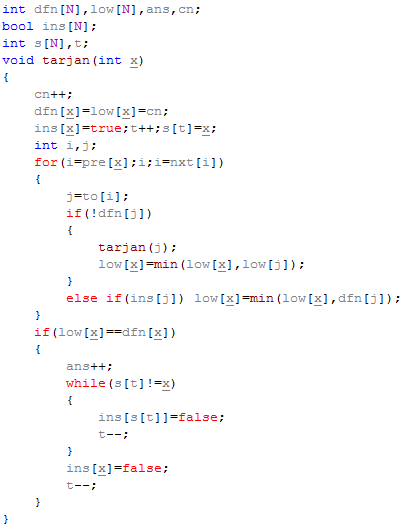 int dfn[N],low[N],ans,cn;
bool ins[N];
int s[N],t;
void tarjan(int x)
{
    cn++;
    dfn[x]=low[x]=cn;
    ins[x]=true;t++;s[t]=x;
    int i,j;
    for(i=pre[x];i;i=nxt[i])
    {
        j=to[i];
        if(!dfn[j])
        {
            tarjan(j);
            low[x]=min(low[x],low[j]);
        }
        else if(ins[j]) low[x]=min(low[x],dfn[j]);
    }
    if(low[x]==dfn[x])
    {
        ans++;
        while(s[t]!=x)
        {
            ins[s[t]]=false;
            t--;
        }
        ins[x]=false;
        t--;
    }
}